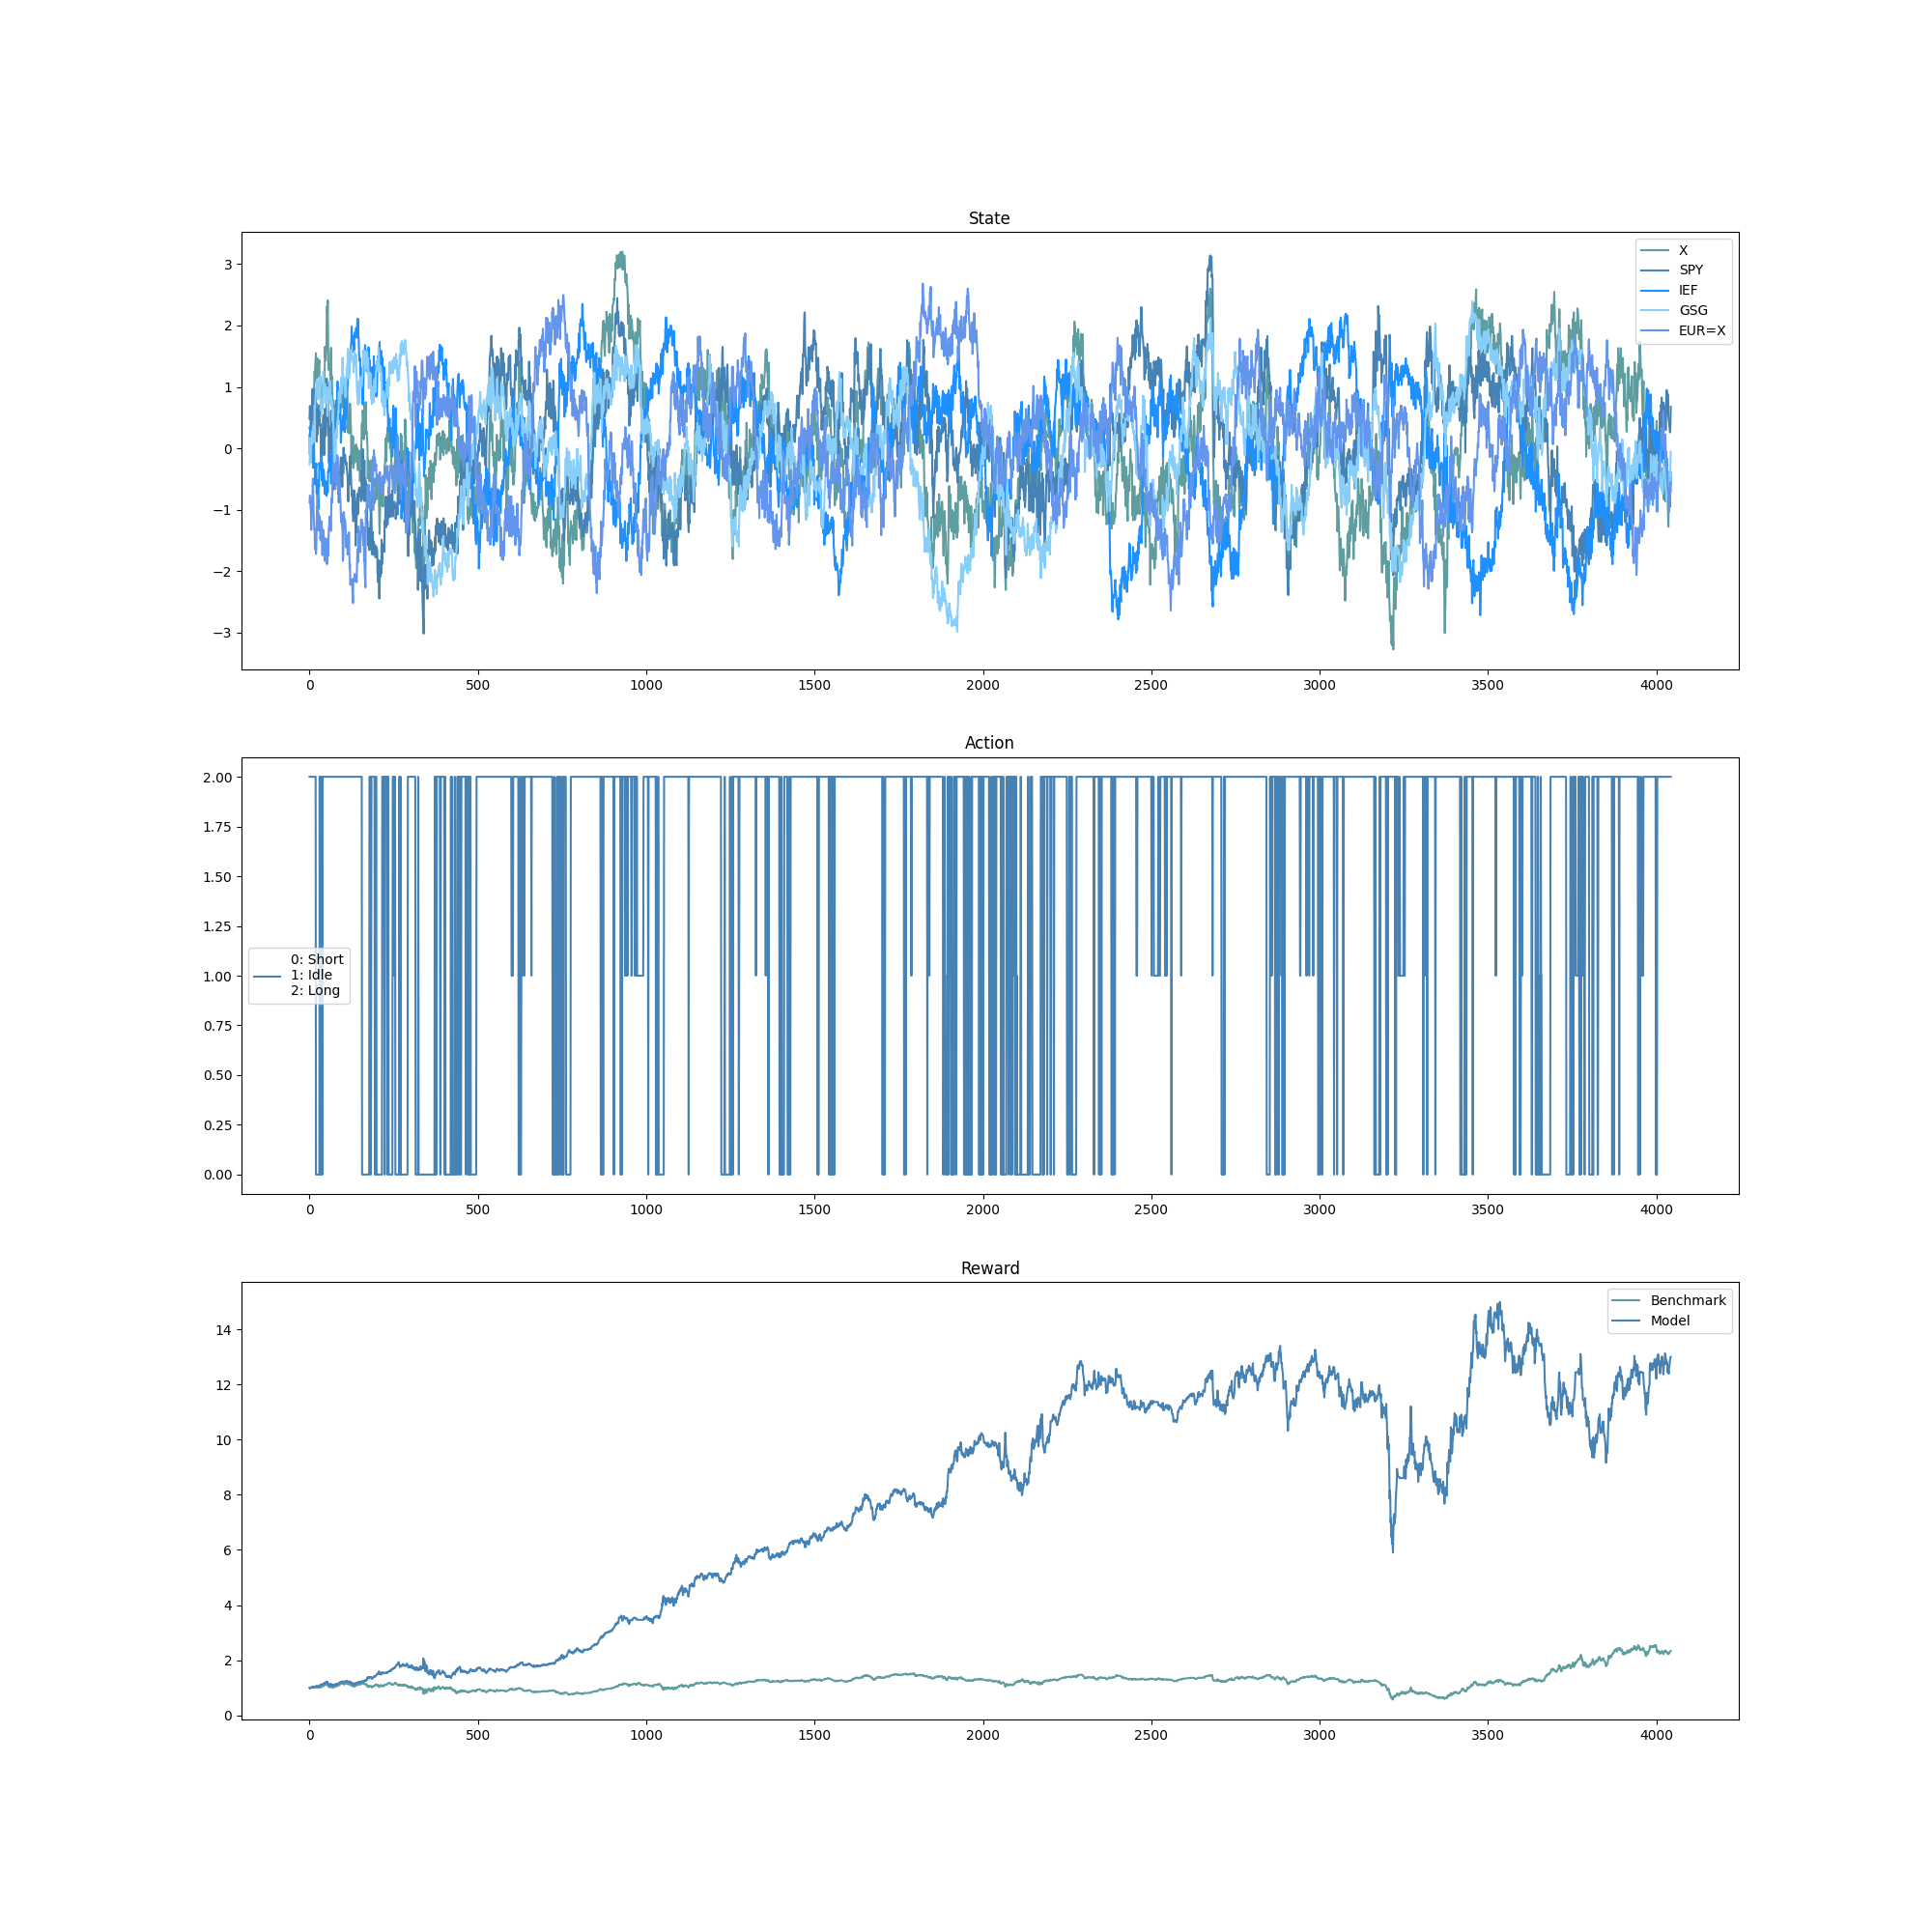 State
3
2
1
0
−1
−2
−3
X
SPY
IEF
GSG
EUR=X
0 500 1000 1500 2000 2500 3000 3500 4000
Action
2.00
1.75
1.50
1.25
1.00
0.75
0.50
0.25
0.00
0: Short
1: Idle
2: Long
0 500 1000 1500 2000 2500 3000 3500 4000
Reward
14
12
10
8
6
4
2
0
Benchmark
Model
0 500 1000 1500 2000 2500 3000 3500 4000